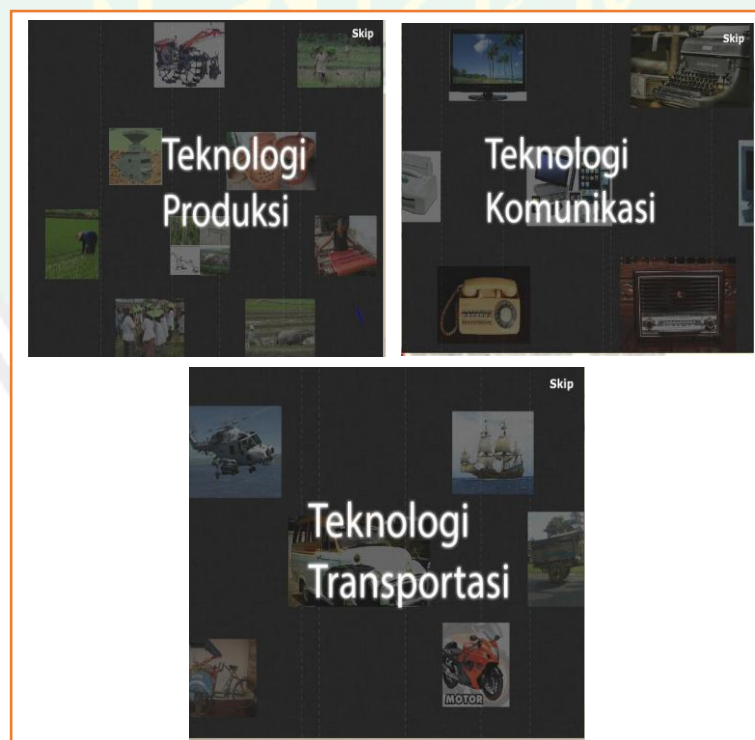 Skip
Teknologi
Produksi
Skip
Teknologi
Komunikasi
Skip
Teknologi
Transportasi
MOTOR